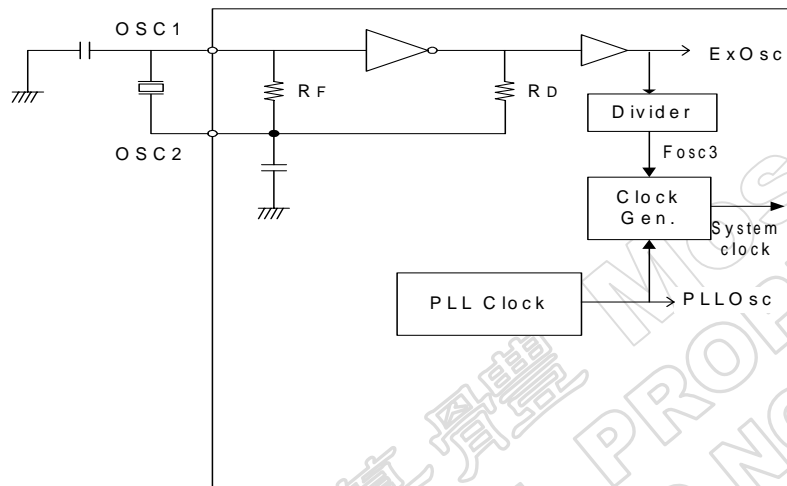 OSC1
ExOsc
RF
RD
Divider
OSC2
Fosc3
Clock
Gen.
System
clock
PLL Clock
PLLOsc